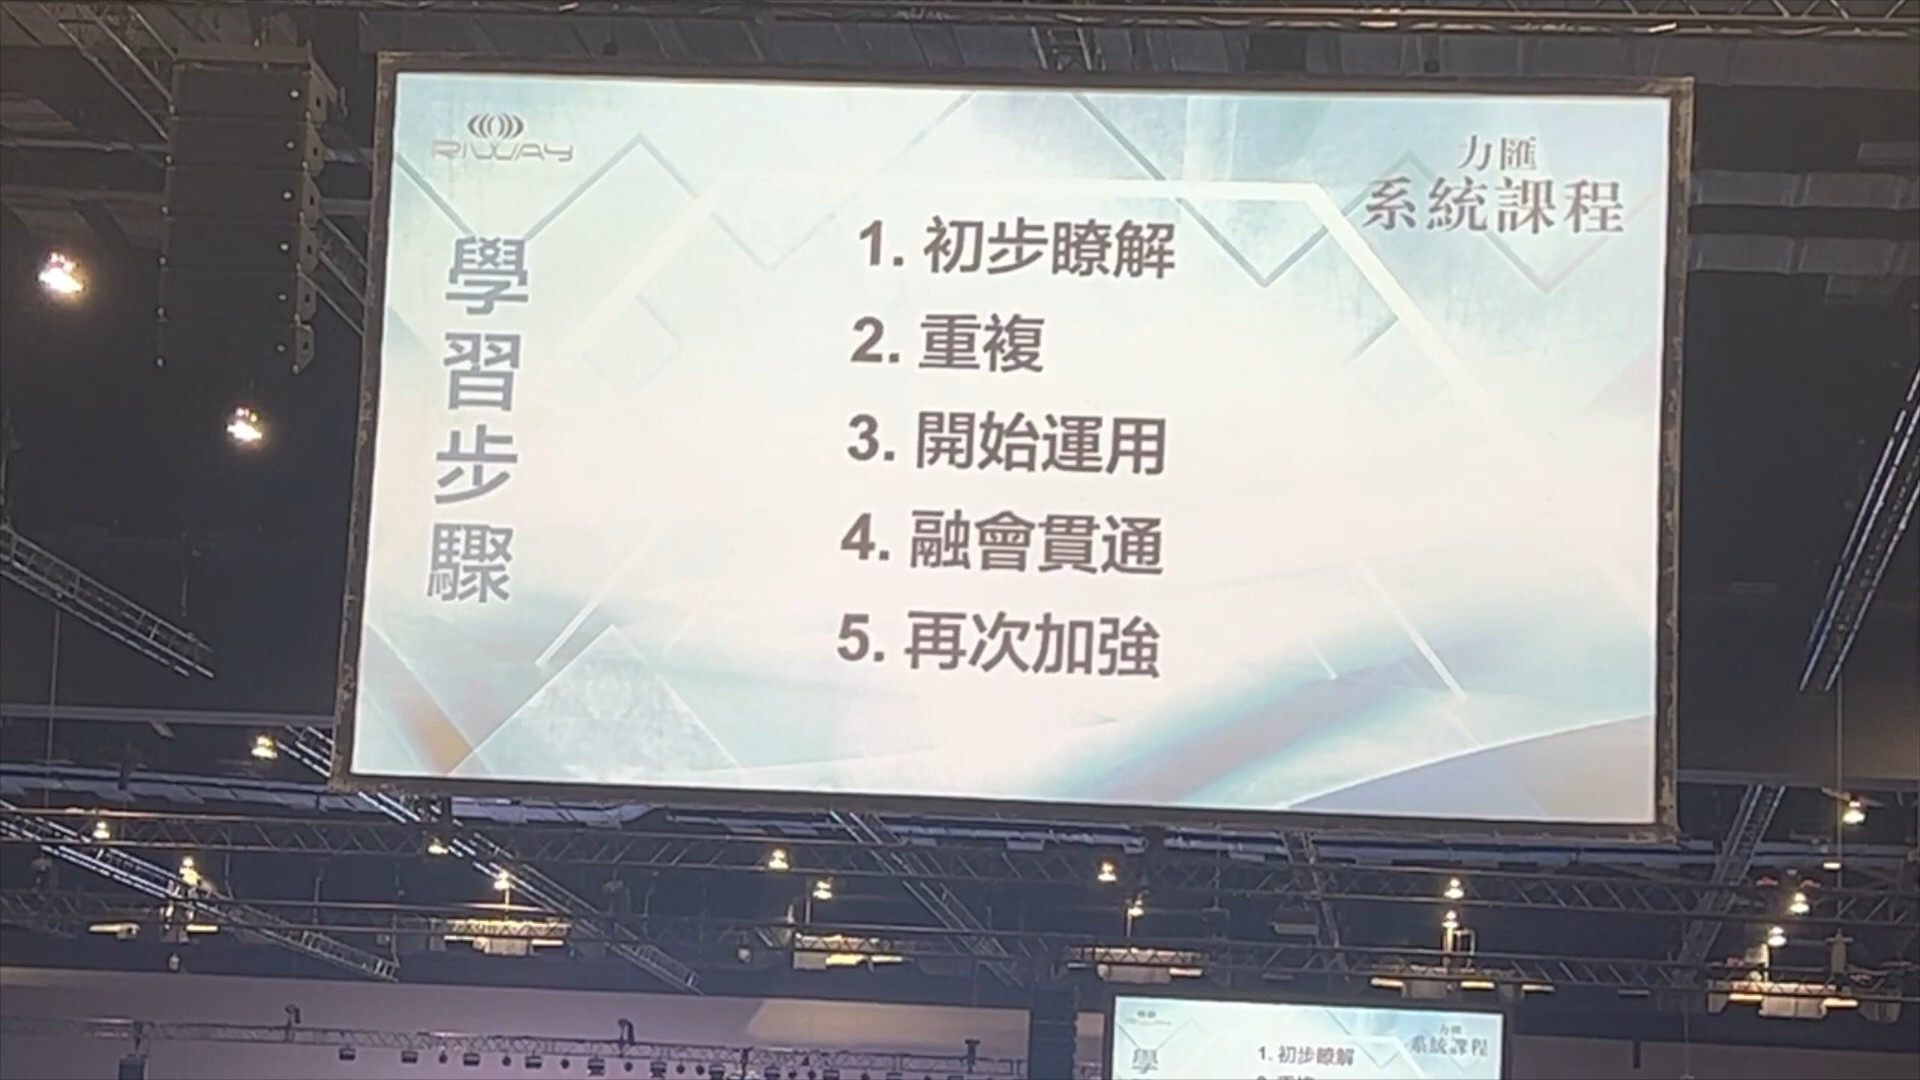 RIWAY
力匯
系統課程
學習步驟
1. 初步瞭解
2. 重複
3. 開始運用
4. 融會貫通
5. 再次加強
力匯
系統課程
學
1. 初步瞭解